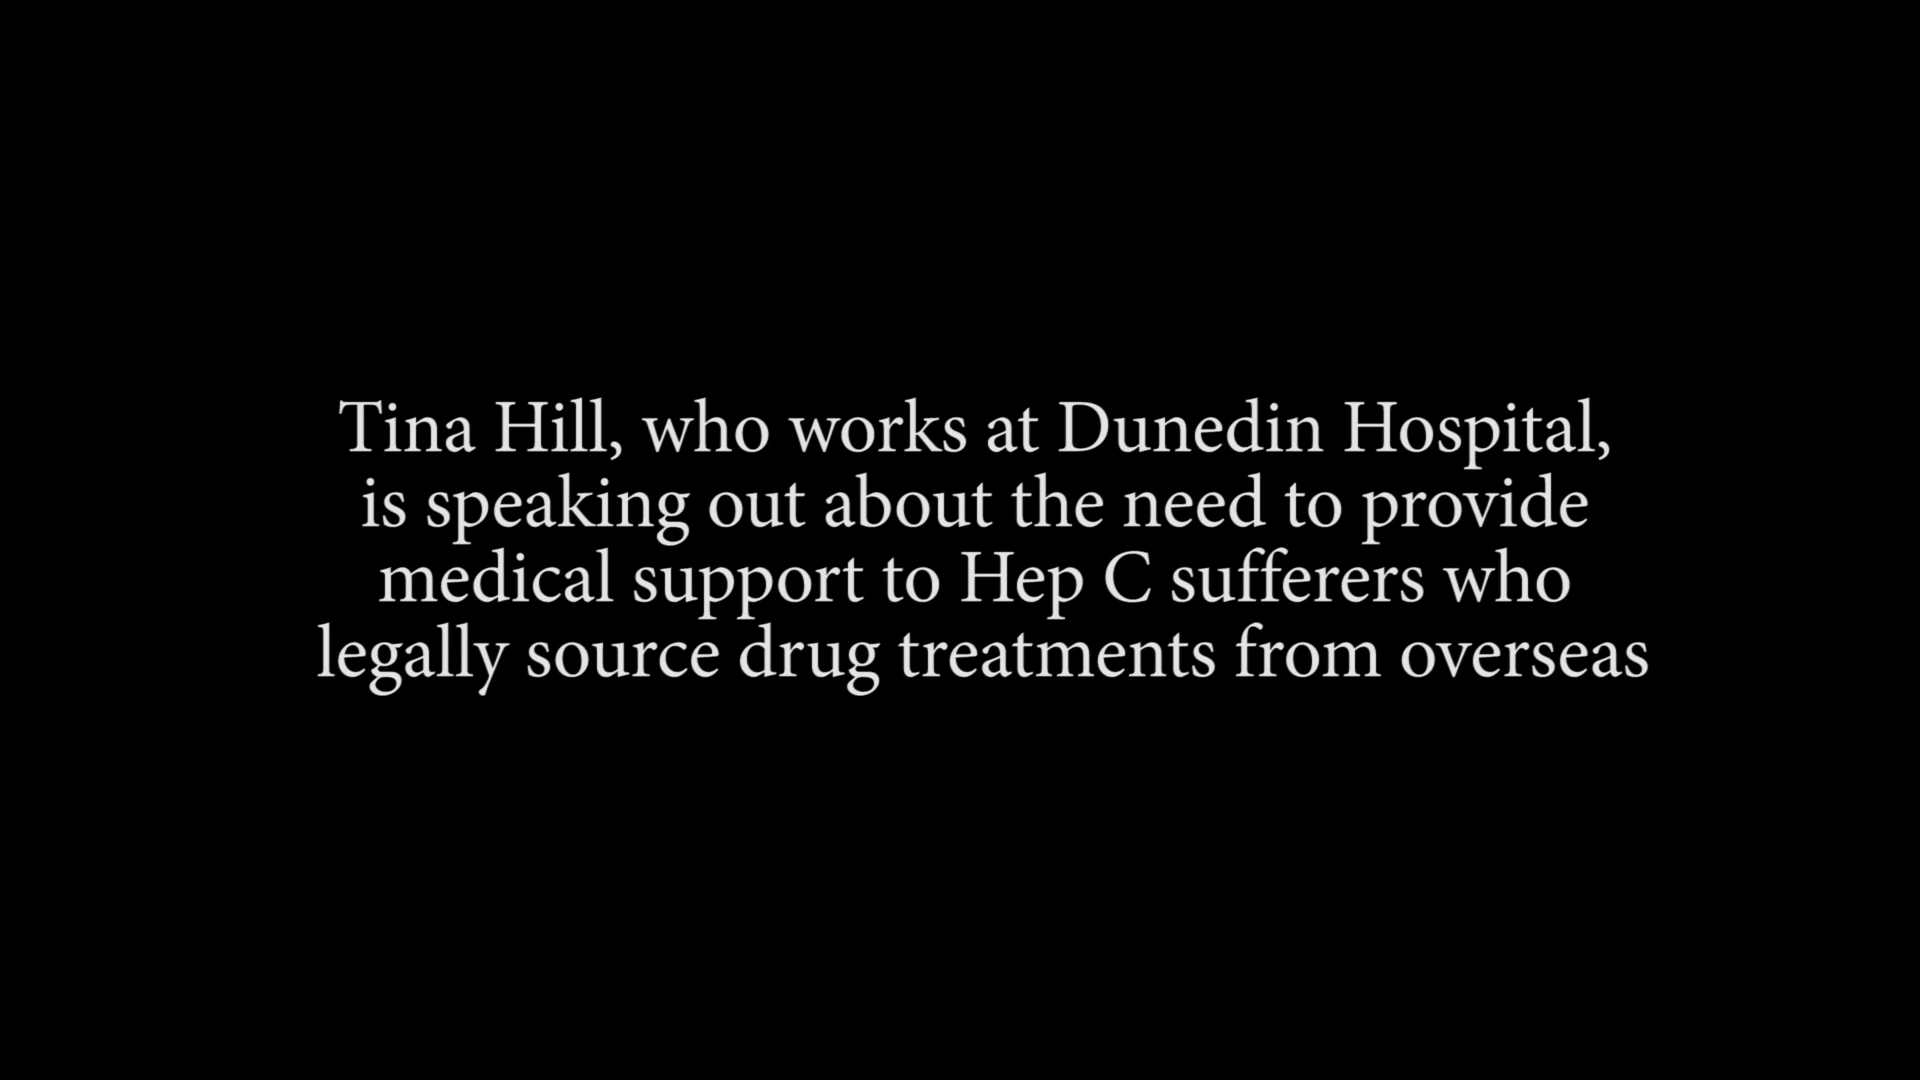 Tina Hill, who works at Dunedin Hospital,
is speaking out about the need to provide
medical support to Hep C sufferers who
legally source drug treatments from overseas